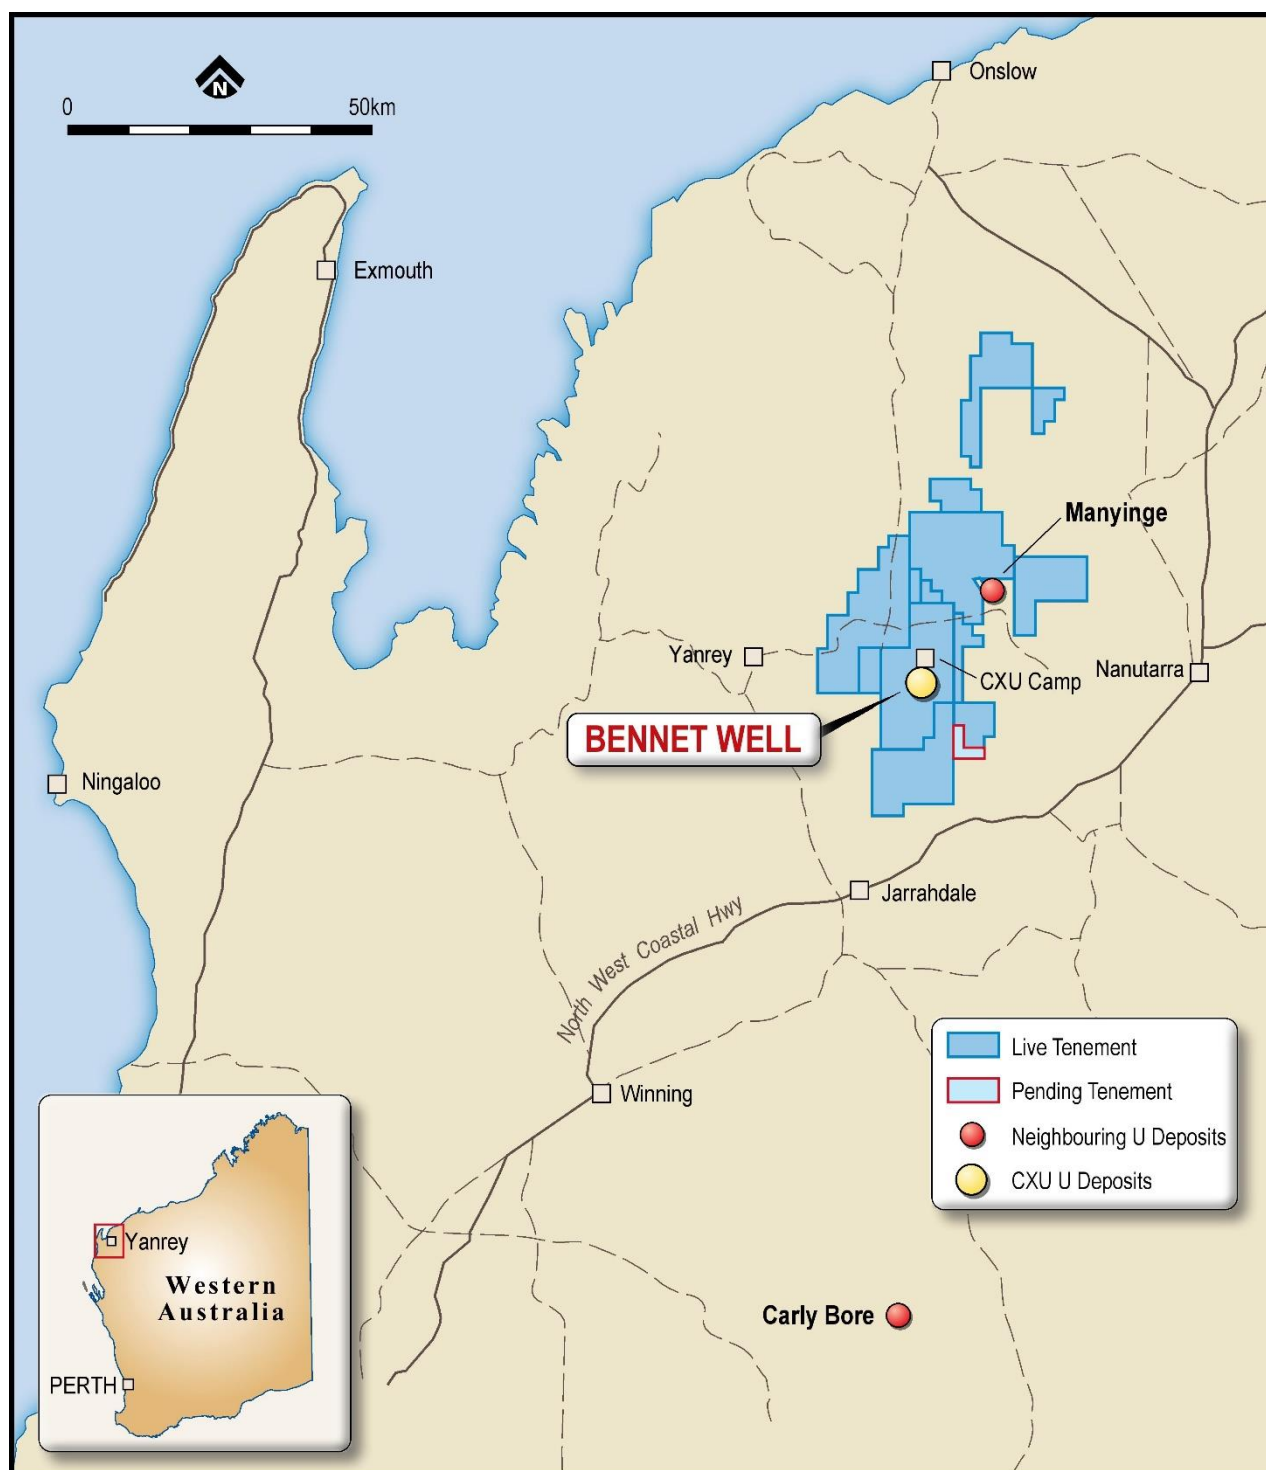 Onslow
N
0 50km
Exmouth
Manyinge
Yanrey
CXU Camp
Nanutarra
BENNET WELL
Ningaloo
Jarrahdale
North West Coastal Hwy
Winning
Live Tenement
Pending Tenement
Neighbouring U Deposits
CXU U Deposits
Yanrey
Western
Australia
PERTH
Carly Bore